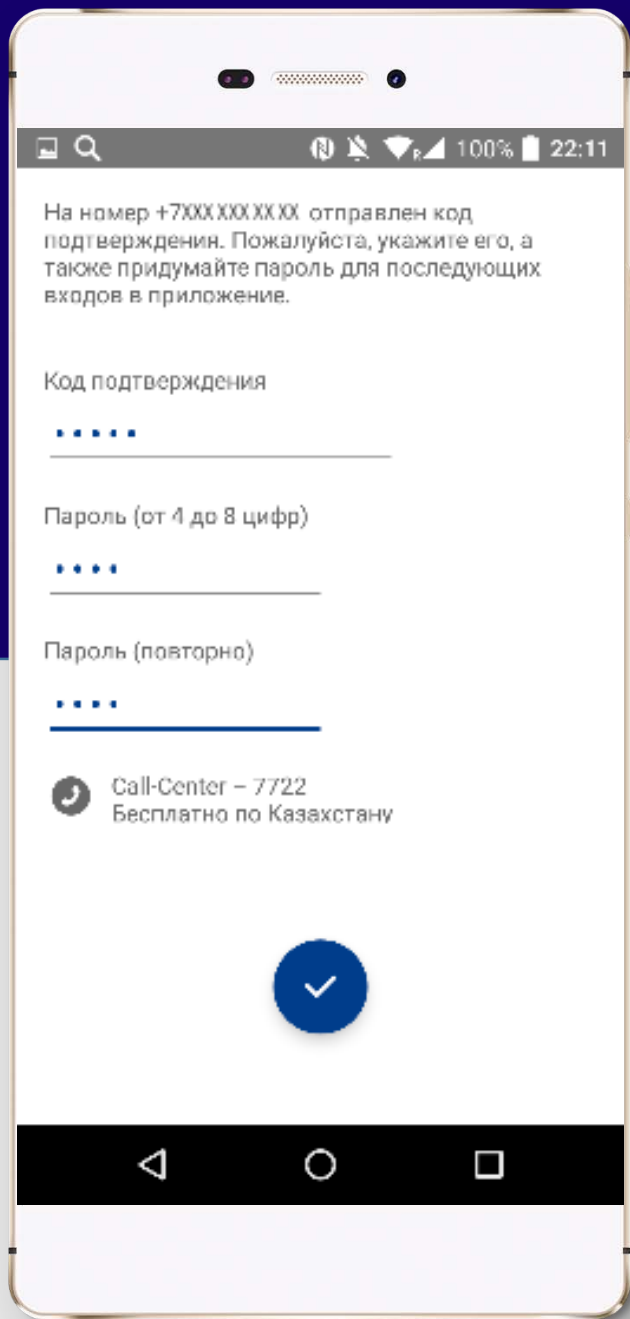 100% 22:11
На номер +7XXX XXX XX XX отправлен код
подтверждения. Пожалуйста, укажите его, а
также придумайте пароль для последующих
входов в приложение.
Код подтверждения
Пароль (от 4 до 8 цифр)
Пароль (повторно)
Call-Center – 7722
Бесплатно по Казахстану